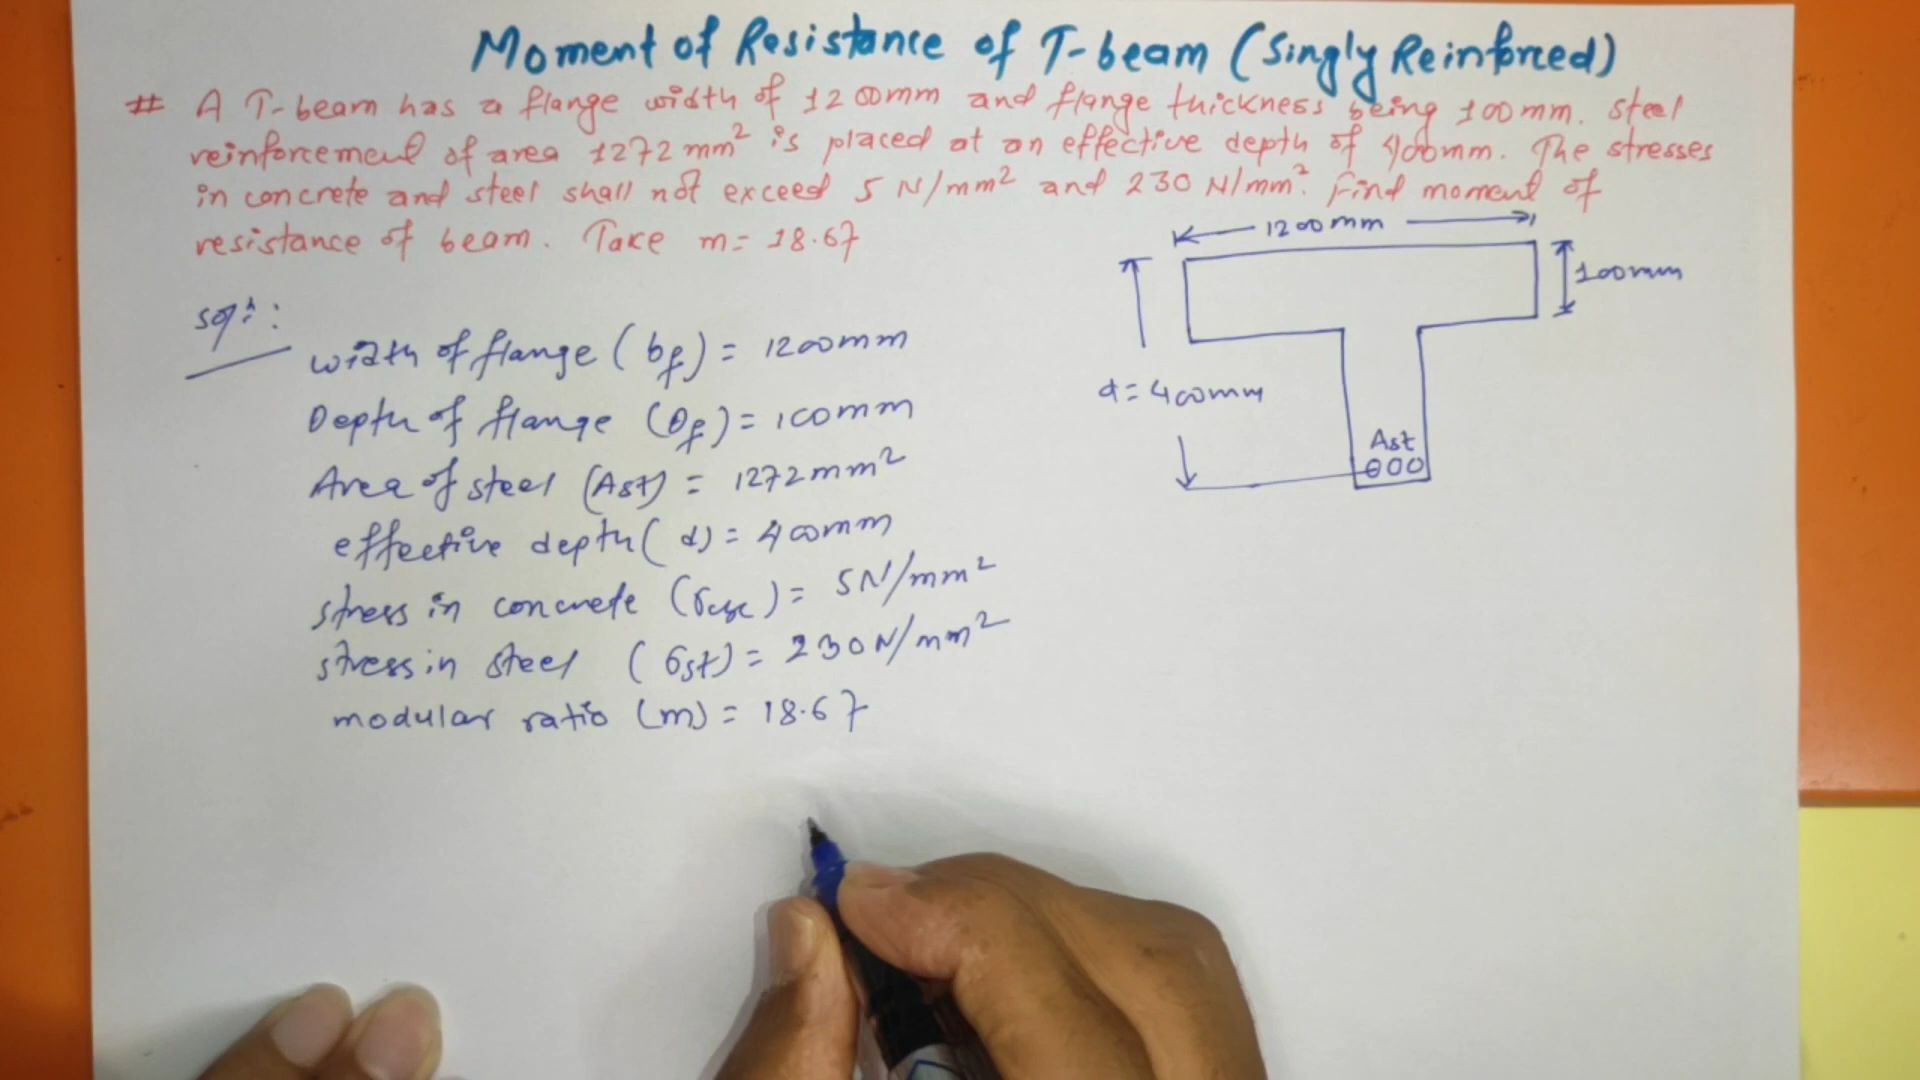 Moment of Resistance of T-beam (Singly Reinforced)
# A T-beam has a flange width of 1200mm and flange thickness being 100mm. Steel
reinforcement of area 1272 mm² is placed at an effective depth of 400mm. The stresses
in concrete and steel shall not exceed 5 N/mm² and 230 N/mm². Find moment of
resistance of beam. Take m = 18.67
1200mm
100mm
Width of flange (bf) = 1200mm
Depth of flange (Df) = 100mm
d = 400mm
Ast
Area of steel (Ast) = 1272mm²
effective depth (d) = 400mm
stress in concrete (σcbc) = 5N/mm²
stress in steel (σst) = 230N/mm²
modular ratio (m) = 18.67